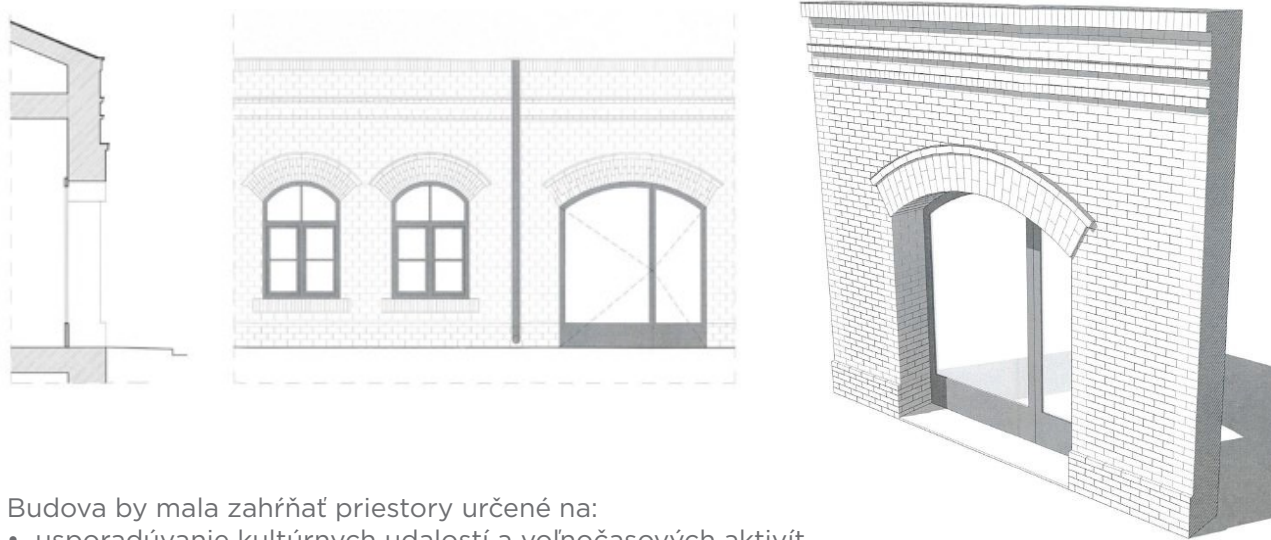 Budova by mala zahŕňať priestory určené na:
• usporadúvanie kultúrnych udalostí a voľnočasových aktivít